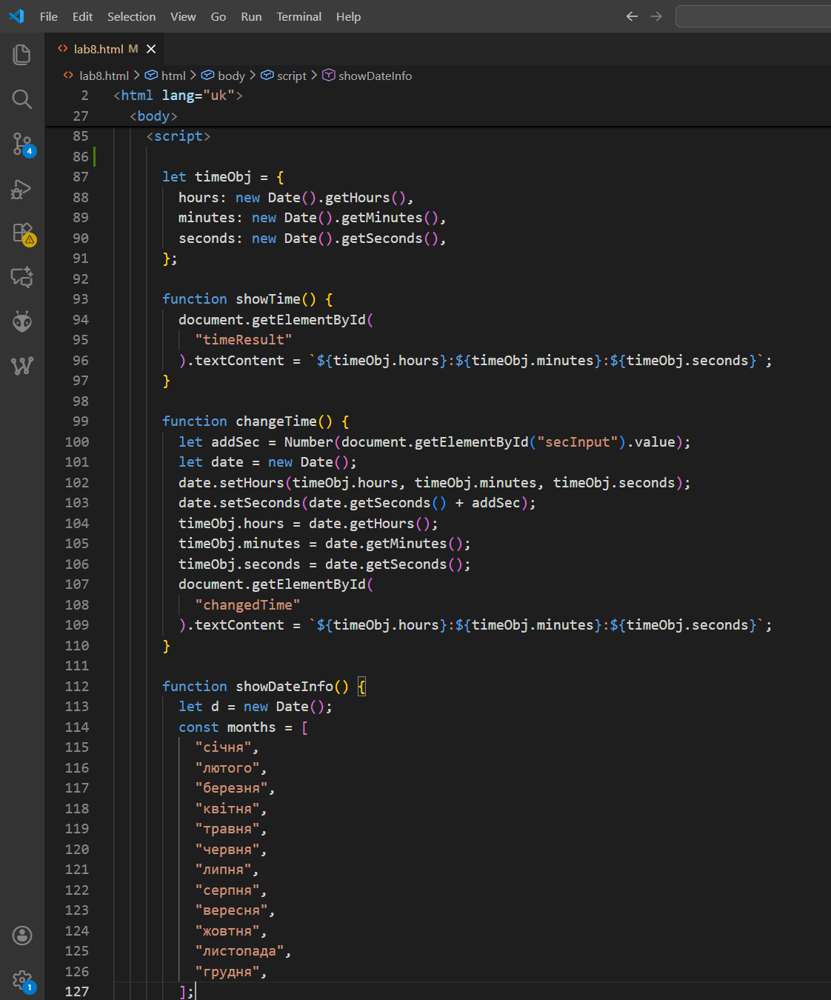 File Edit Selection View Go Run Terminal Help
lab8.html M
lab8.html > html > body > script > showDateInfo
2 <html lang="uk">
27 <body>
85 <script>
86
87 let timeObj = {
88 hours: new Date().getHours(),
89 minutes: new Date().getMinutes(),
90 seconds: new Date().getSeconds(),
91 };
92
93 function showTime() {
94 document.getElementById(
95 "timeResult"
96 ).textContent = `${timeObj.hours}:${timeObj.minutes}:${timeObj.seconds}`;
97 }
98
99 function changeTime() {
100 let addSec = Number(document.getElementById("secInput").value);
101 let date = new Date();
102 date.setHours(timeObj.hours, timeObj.minutes, timeObj.seconds);
103 date.setSeconds(date.getSeconds() + addSec);
104 timeObj.hours = date.getHours();
105 timeObj.minutes = date.getMinutes();
106 timeObj.seconds = date.getSeconds();
107 document.getElementById(
108 "changedTime"
109 ).textContent = `${timeObj.hours}:${timeObj.minutes}:${timeObj.seconds}`;
110 }
111
112 function showDateInfo() {
113 let d = new Date();
114 const months = [
115 "січня",
116 "лютого",
117 "березня",
118 "квітня",
119 "травня",
120 "червня",
121 "липня",
122 "серпня",
123 "вересня",
124 "жовтня",
125 "листопада",
126 "грудня",
127 ];
4
1